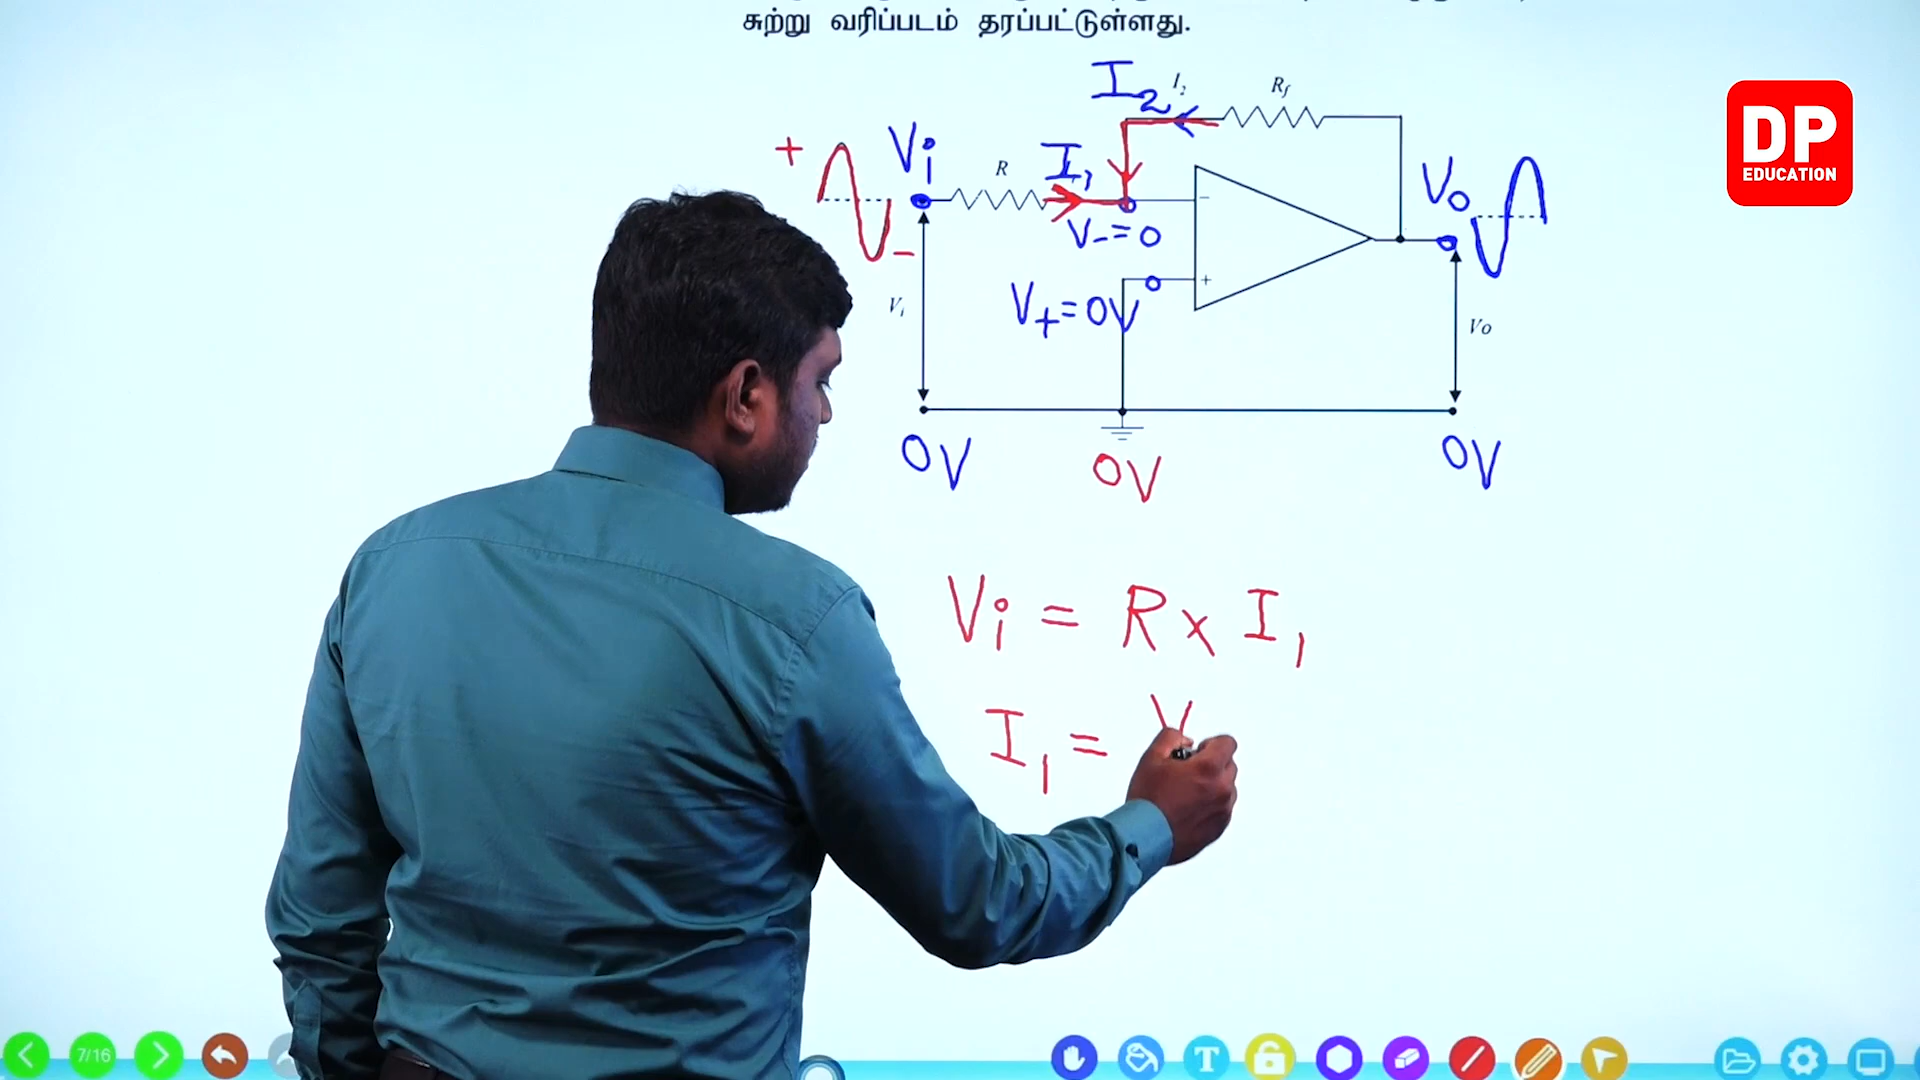 சுற்று வரிப்படம் தரப்பட்டுள்ளது.
I2 I2 Rf
DP
EDUCATION
+ Vi R I1 Vo
V-=0
-
+
V+=0V
Vi
Vo
0V 0V 0V
Vi = R x I1
I1 = V
7/16
T